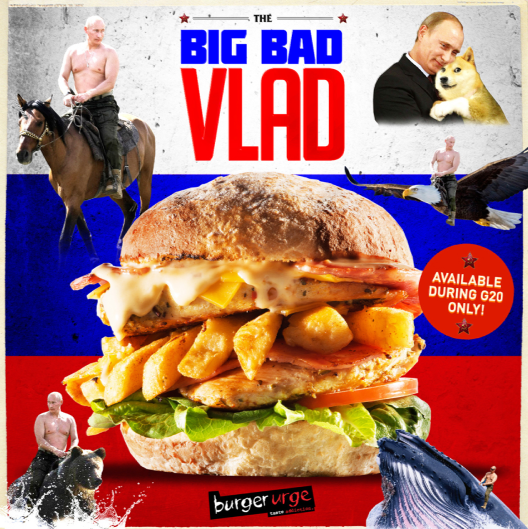 THE
BIG BAD
VLAD
AVAILABLE
DURING G20
ONLY!
burger urge